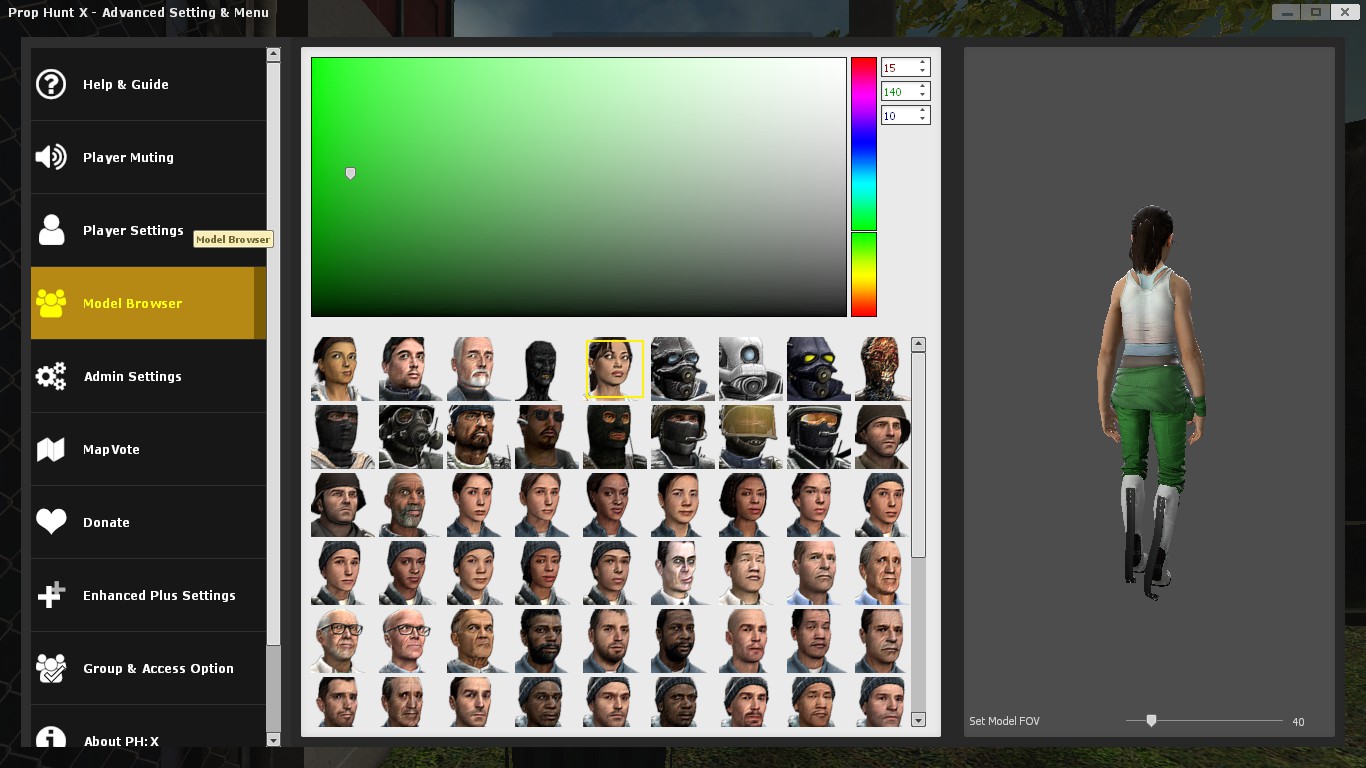 Prop Hunt X - Advanced Setting & Menu
Help & Guide
Player Muting
Player Settings
Model Browser
Model Browser
Admin Settings
MapVote
Donate
Enhanced Plus Settings
Group & Access Option
About PH:X
15
140
10
Set Model FOV
40